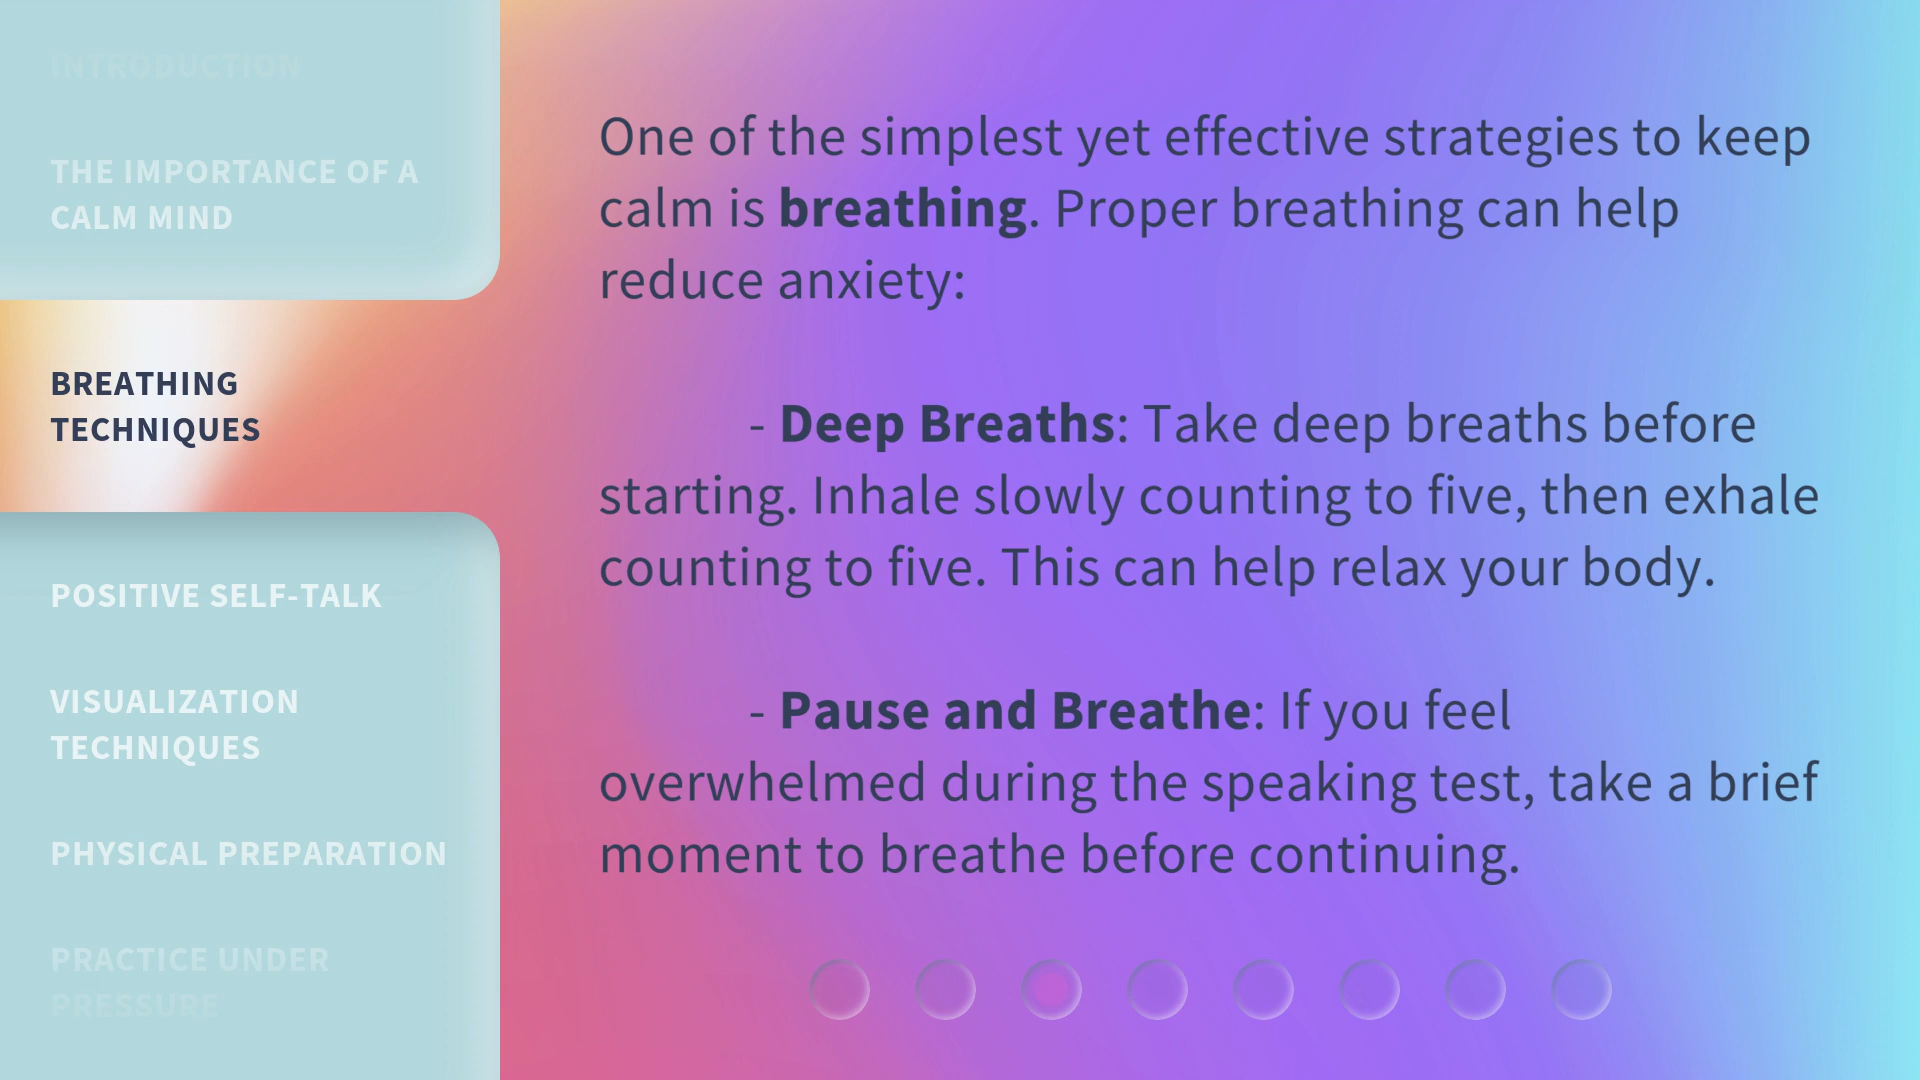 INTRODUCTION
THE IMPORTANCE OF A
CALM MIND
BREATHING
TECHNIQUES
POSITIVE SELF-TALK
VISUALIZATION
TECHNIQUES
PHYSICAL PREPARATION
PRACTICE UNDER
PRESSURE
One of the simplest yet effective strategies to keep
calm is breathing. Proper breathing can help
reduce anxiety:
- Deep Breaths: Take deep breaths before
starting. Inhale slowly counting to five, then exhale
counting to five. This can help relax your body.
- Pause and Breathe: If you feel
overwhelmed during the speaking test, take a brief
moment to breathe before continuing.